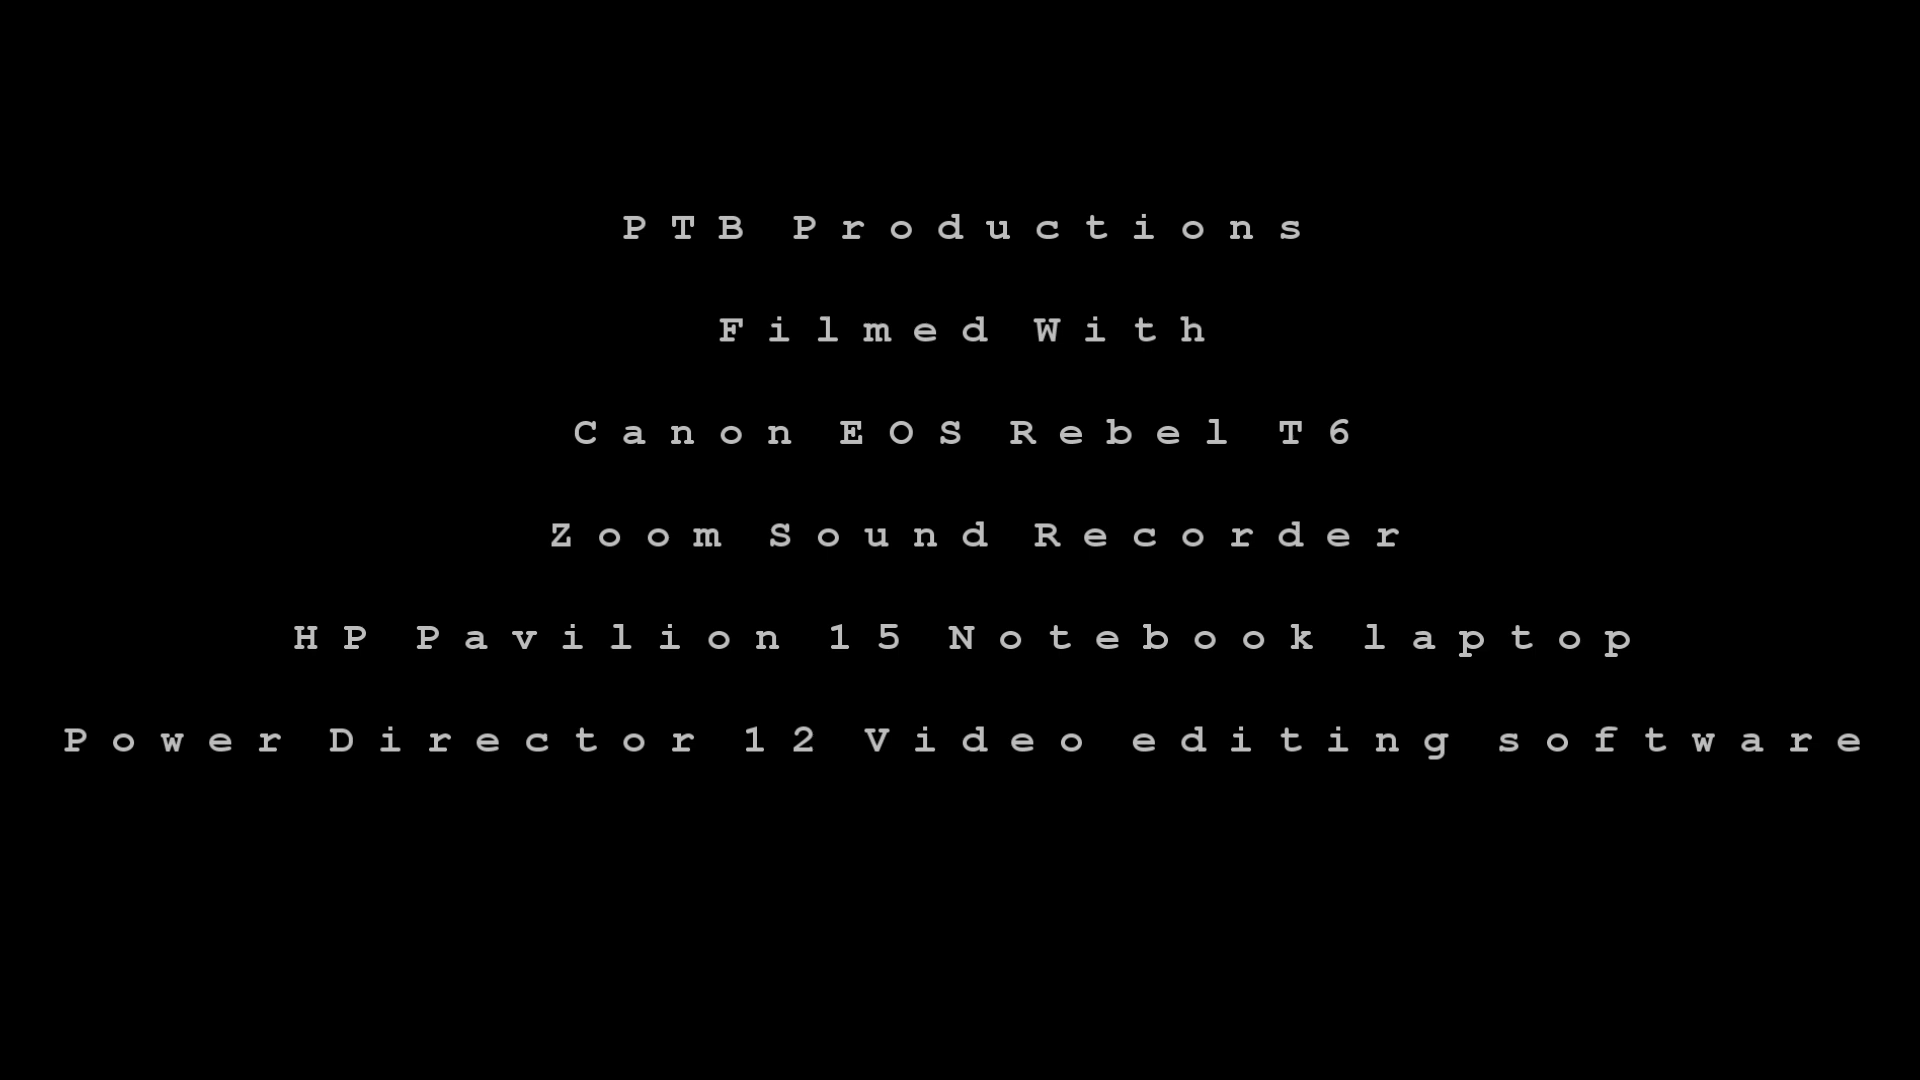 PTB Productions
Filmed With
Canon EOS Rebel T6
Zoom Sound Recorder
HP Pavilion 15 Notebook laptop
Power Director 12 Video editing software